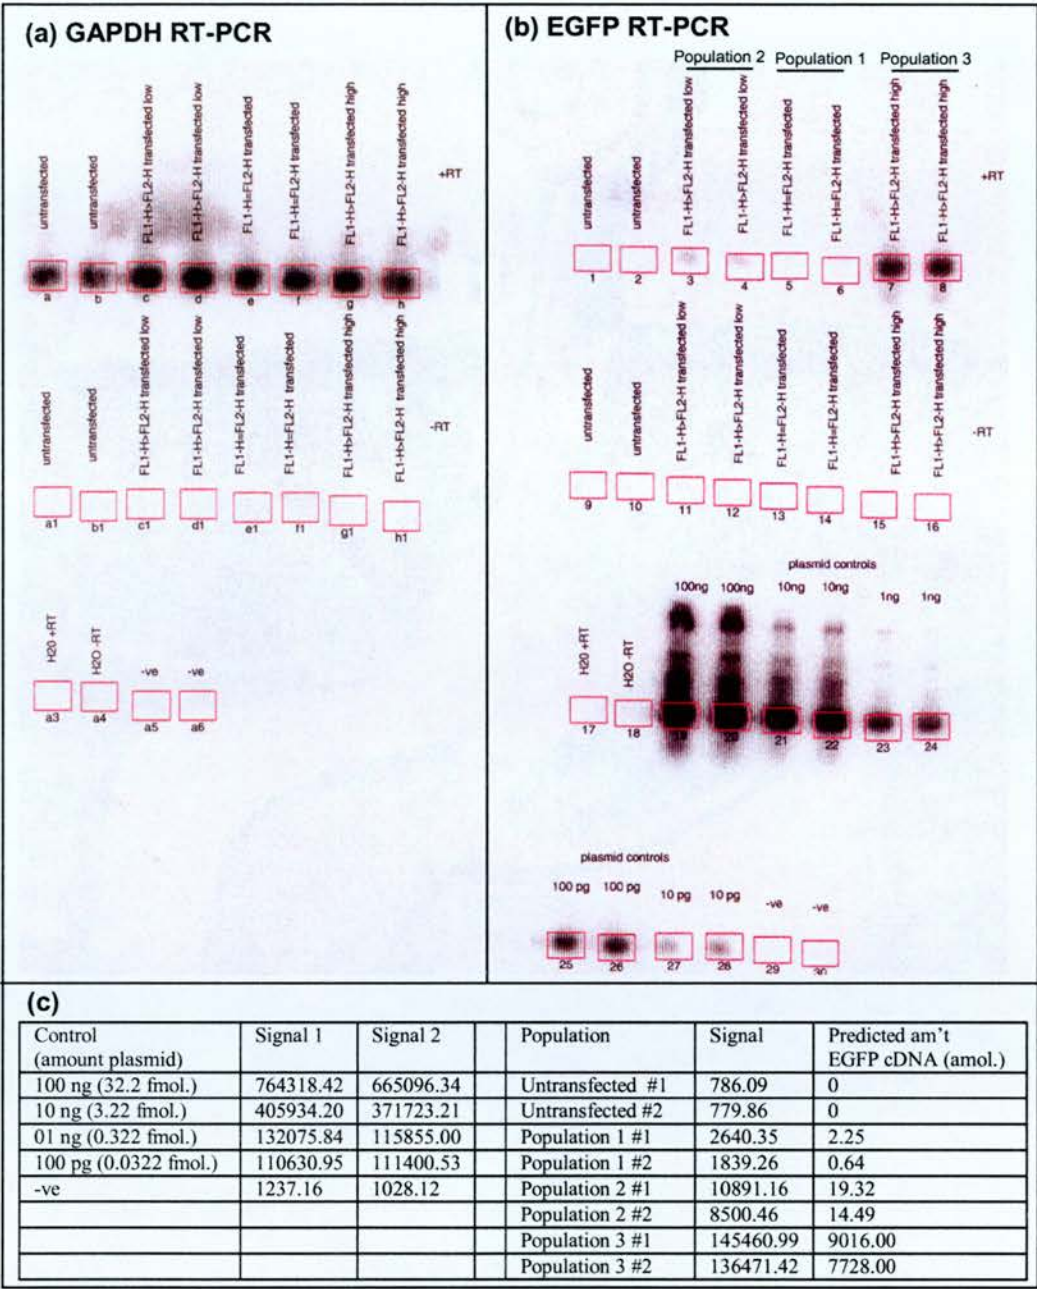 (a) GAPDH RT-PCR
untransfected
untransfected
FL1-H>FL2-H transfected low
FL1-H>FL2-H transfected low
FL1-H=FL2-H transfected
FL1-H=FL2-H transfected
FL1-H>FL2-H transfected high
FL1-H>FL2-H transfected high
+RT
a b c d e f g h
untransfected
untransfected
FL1-H>FL2-H transfected low
FL1-H>FL2-H transfected low
FL1-H=FL2-H transfected
FL1-H=FL2-H transfected
FL1-H>FL2-H transfected high
FL1-H>FL2-H transfected high
-RT
a1 b1 c1 d1 e1 f1 g1 h1
H20 +RT
H2O -RT
-ve
-ve
a3 a4 a5 a6
(b) EGFP RT-PCR
Population 2 Population 1 Population 3
untransfected
untransfected
FL1-H>FL2-H transfected low
FL1-H>FL2-H transfected low
FL1-H=FL2-H transfected
FL1-H=FL2-H transfected
FL1-H>FL2-H transfected high
FL1-H>FL2-H transfected high
+RT
1 2 3 4 5 6 7 8
untransfected
untransfected
FL1-H>FL2-H transfected low
FL1-H>FL2-H transfected low
FL1-H=FL2-H transfected
FL1-H=FL2-H transfected
FL1-H>FL2-H transfected high
FL1-H>FL2-H transfected high
-RT
9 10 11 12 13 14 15 16
plasmid controls
100ng 100ng 10ng 10ng 1ng 1ng
H20 +RT
H2O -RT
17 18 19 20 21 22 23 24
plasmid controls
100 pg 100 pg 10 pg 10 pg -ve -ve
25 26 27 28 29 30
(c)
Control Signal 1 Signal 2 Population Signal Predicted am't
(amount plasmid) EGFP cDNA (amol.)
100 ng (32.2 fmol.) 764318.42 665096.34 Untransfected #1 786.09 0
10 ng (3.22 fmol.) 405934.20 371723.21 Untransfected #2 779.86 0
01 ng (0.322 fmol.) 132075.84 115855.00 Population 1 #1 2640.35 2.25
100 pg (0.0322 fmol.) 110630.95 111400.53 Population 1 #2 1839.26 0.64
-ve 1237.16 1028.12 Population 2 #1 10891.16 19.32
Population 2 #2 8500.46 14.49
Population 3 #1 145460.99 9016.00
Population 3 #2 136471.42 7728.00